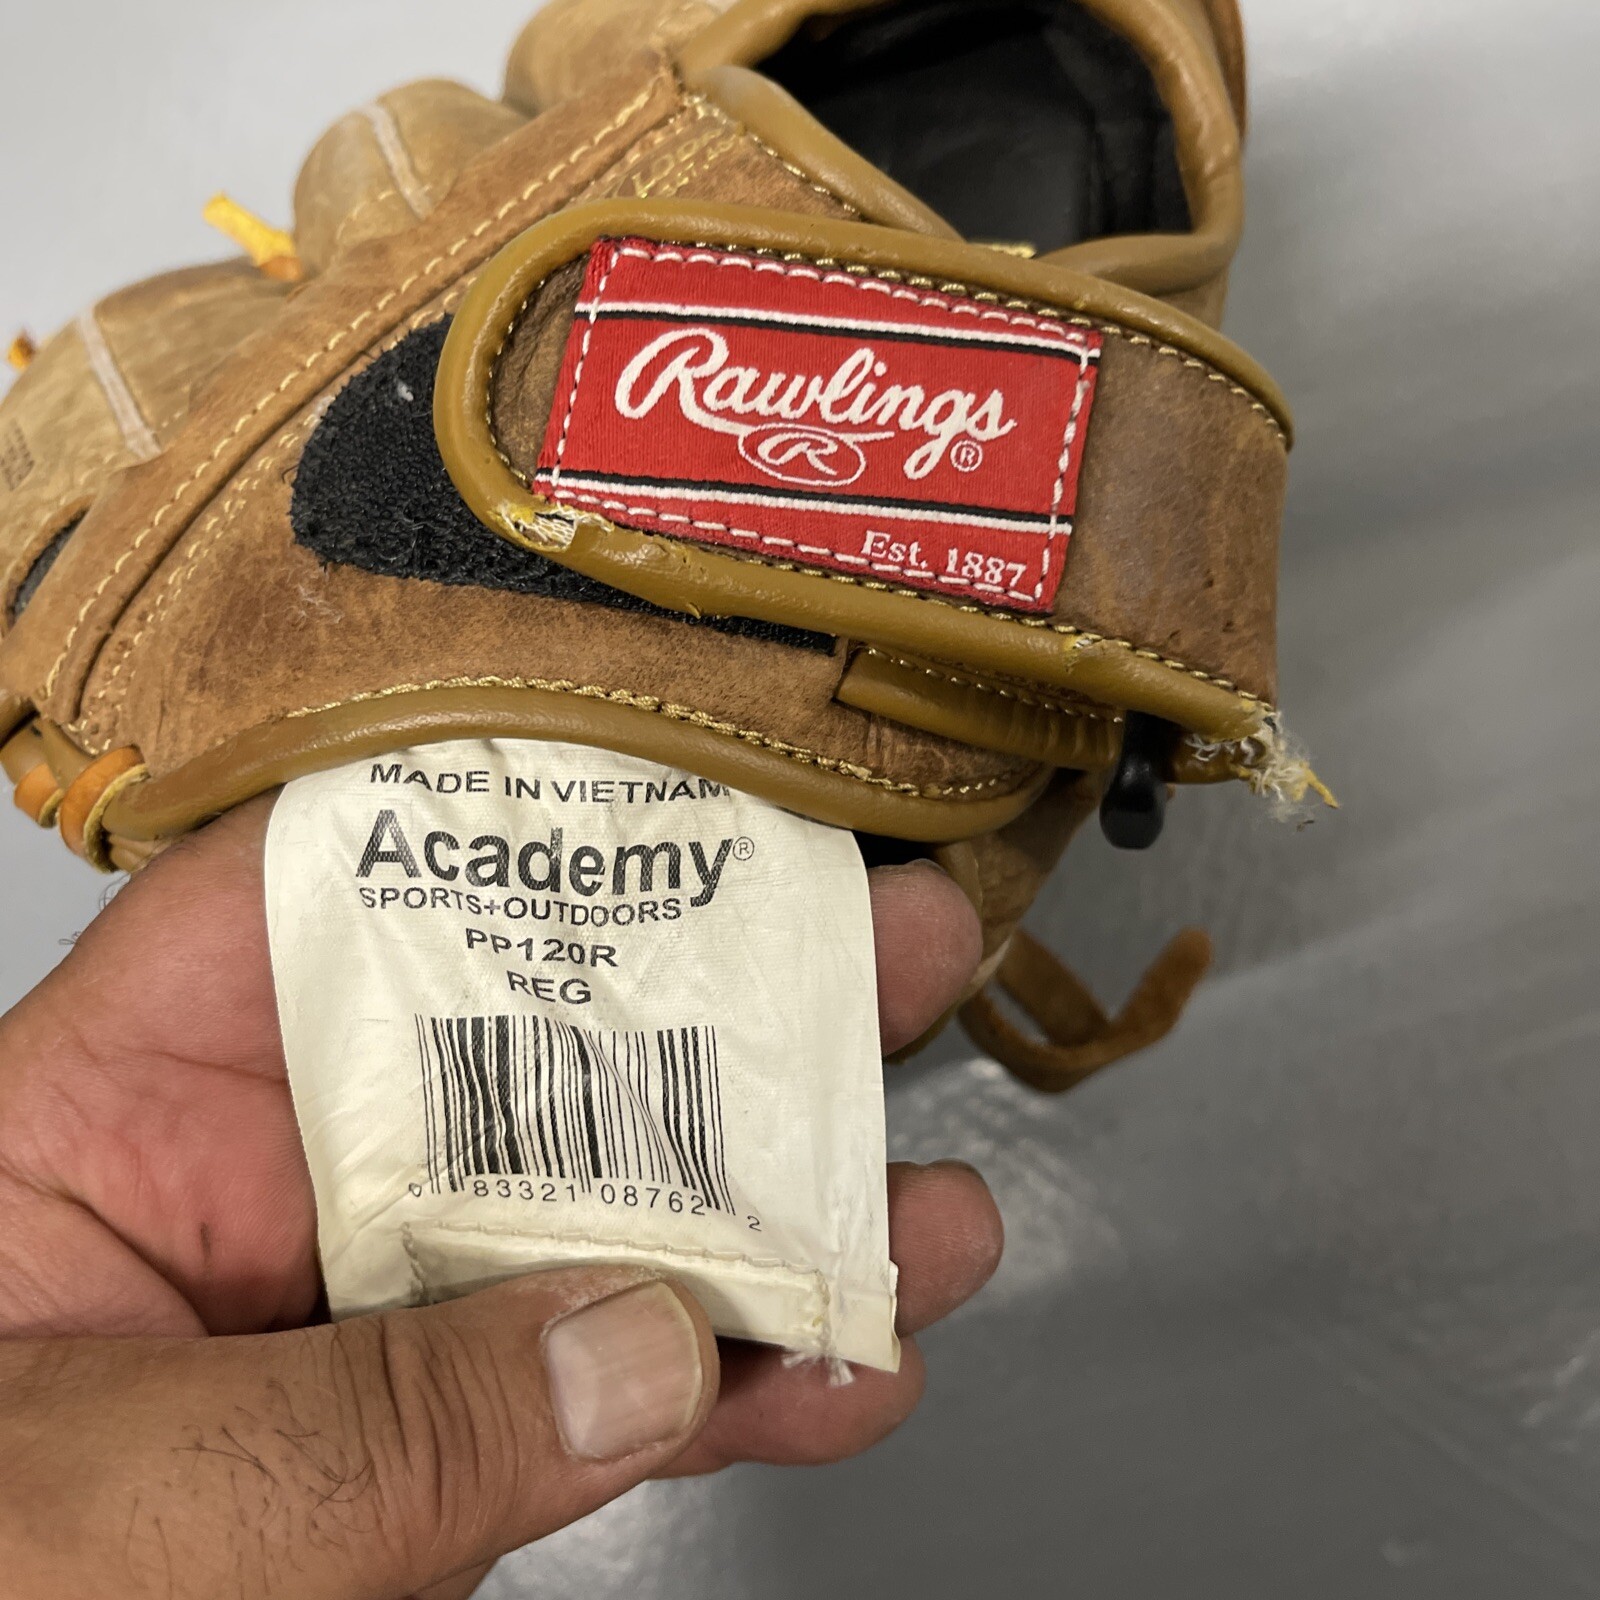 Rawlings®
R
Est. 1887
MADE IN VIETNAM
Academy®
SPORTS+OUTDOORS
PP120R
REG
0 83321 08762 2